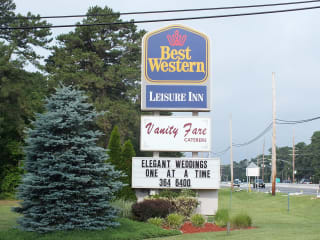 Best
Western
LEISURE INN
Vanity Fare
CATERERS
ELEGANT WEDDINGS
ONE AT A TIME
364 6400